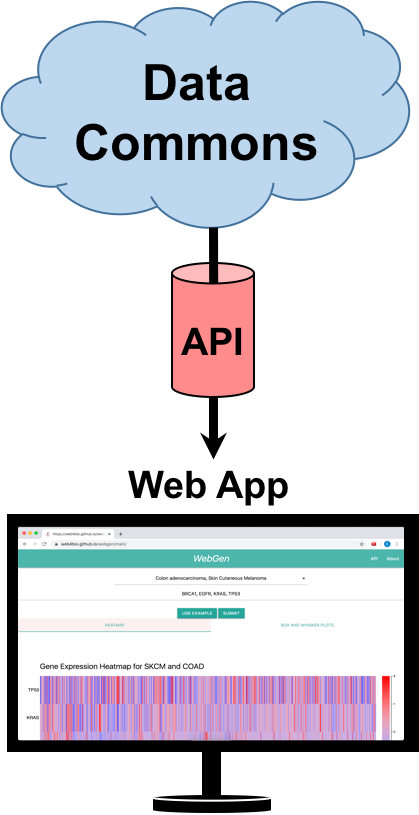 Data
Commons
API
Web App
web4bio.github.io/webgen/main/
WebGen
API About
Colon adenocarcinoma, Skin Cutaneous Melanoma
BRCA1, EGFR, KRAS, TP53
USE EXAMPLE SUBMIT
HEATMAP BOX AND WHISKER PLOTS
Gene Expression Heatmap for SKCM and COAD
TP53
KRAS